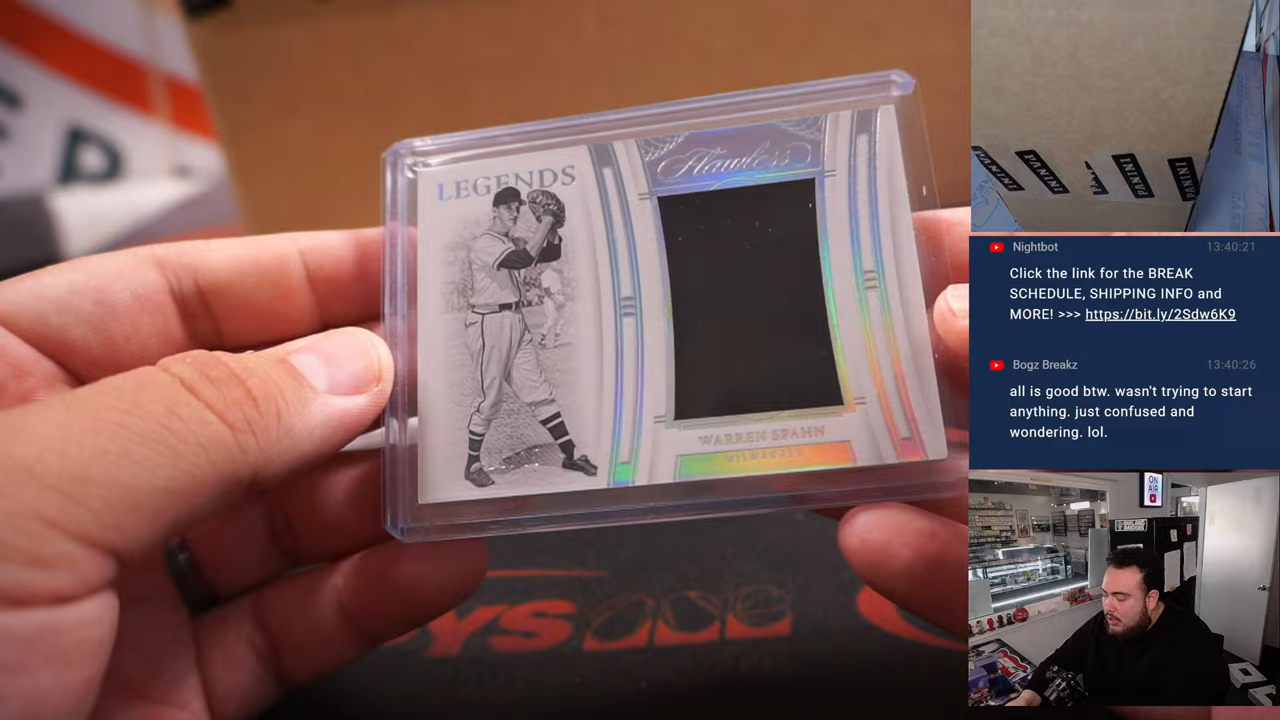 LEGENDS
Flawless
WARREN SPAHN
MILWAUKEE
YS
PANINI
PANINI
PANINI
PANINI
Nightbot
13:40:21
Click the link for the BREAK
SCHEDULE, SHIPPING INFO and
MORE! >>> https://bit.ly/2Sdw6K9
Bogz Breakz
13:40:26
all is good btw. wasn't trying to start
anything. just confused and
wondering. lol.
ON
AIR